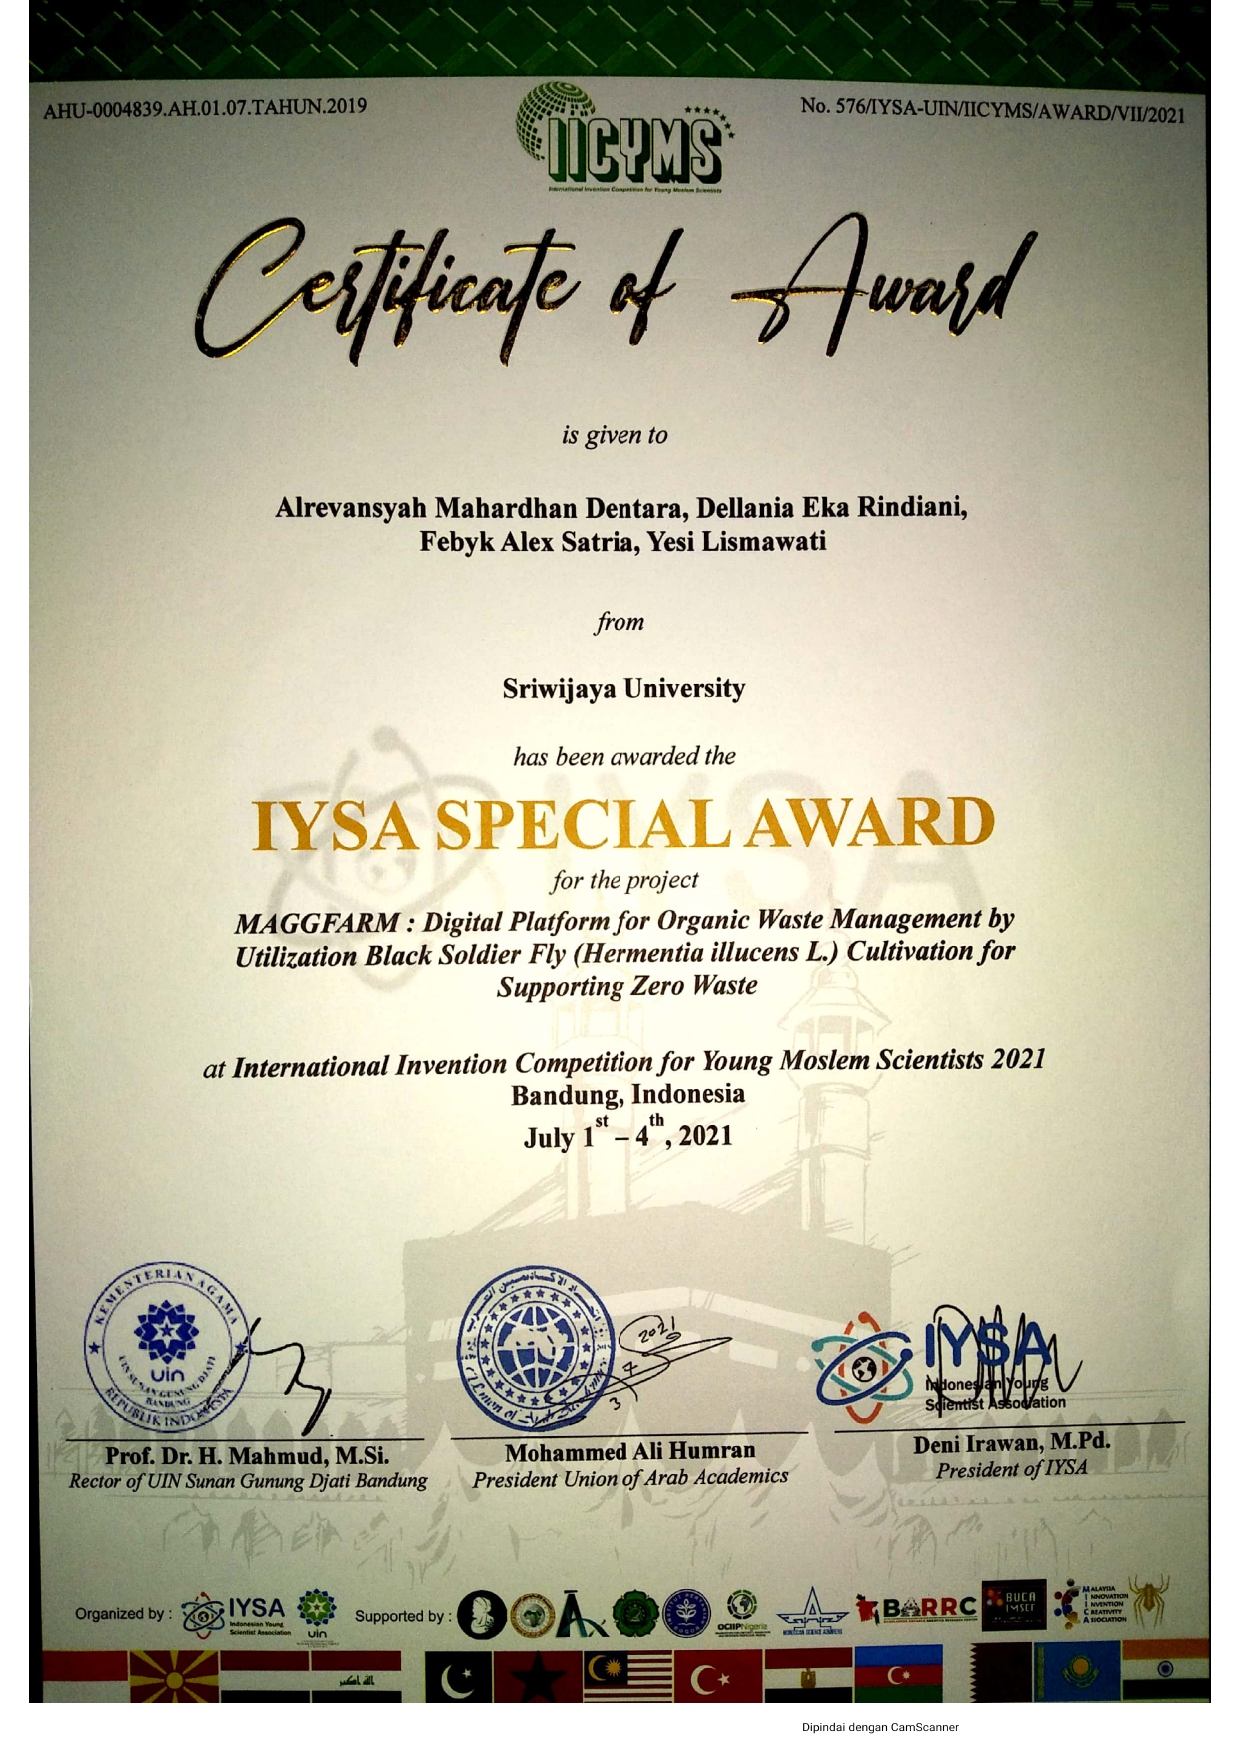 AHU-0004839.AH.01.07.TAHUN.2019
No. 576/IYSA-UIN/IICYMS/AWARD/VII/2021
IICYMS
International Invention Competition for Young Moslem Scientists
Certificate of Award
is given to
Alrevansyah Mahardhan Dentara, Dellania Eka Rindiani,
Febyk Alex Satria, Yesi Lismawati
from
Sriwijaya University
has been awarded the
IYSA SPECIAL AWARD
for the project
MAGGFARM : Digital Platform for Organic Waste Management by
Utilization Black Soldier Fly (Hermentia illucens L.) Cultivation for
Supporting Zero Waste
at International Invention Competition for Young Moslem Scientists 2021
Bandung, Indonesia
July 1st – 4th, 2021
KEMENTERIAN AGAMA
uin
UIN SUNAN GUNUNG DJATI
BANDUNG
REPUBLIK INDONESIA
2021
7
3
IYSA
Indonesian Young
Scientist Association
Prof. Dr. H. Mahmud, M.Si.
Rector of UIN Sunan Gunung Djati Bandung
Mohammed Ali Humran
President Union of Arab Academics
Deni Irawan, M.Pd.
President of IYSA
Organized by :
IYSA
Indonesian Young
Scientist Association
uin
Supported by :
OCIIPNigeria
BARRC
BUCA
IMSEF
MALAYSIA
INNOVATION
INVENTION
CREATIVITY
ASSOCIATION
الله اكبر
Dipindai dengan CamScanner